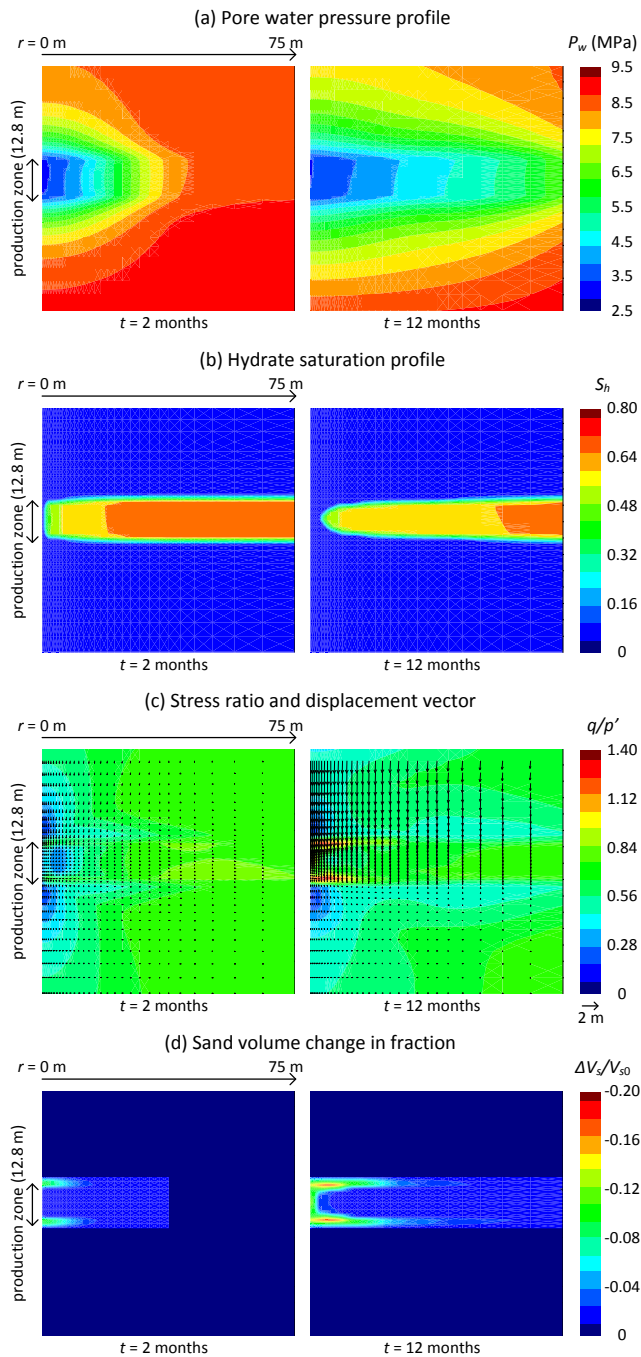 (a) Pore water pressure profile
r = 0 m 75 m Pw (MPa)
production zone (12.8 m)
9.5
8.5
7.5
6.5
5.5
4.5
3.5
2.5
t = 2 months t = 12 months
(b) Hydrate saturation profile
r = 0 m 75 m Sh
production zone (12.8 m)
0.80
0.64
0.48
0.32
0.16
0
t = 2 months t = 12 months
(c) Stress ratio and displacement vector
r = 0 m 75 m q/p’
production zone (12.8 m)
1.40
1.12
0.84
0.56
0.28
0
2 m
t = 2 months t = 12 months
(d) Sand volume change in fraction
r = 0 m 75 m ΔVs/Vs0
production zone (12.8 m)
-0.20
-0.16
-0.12
-0.08
-0.04
0
t = 2 months t = 12 months